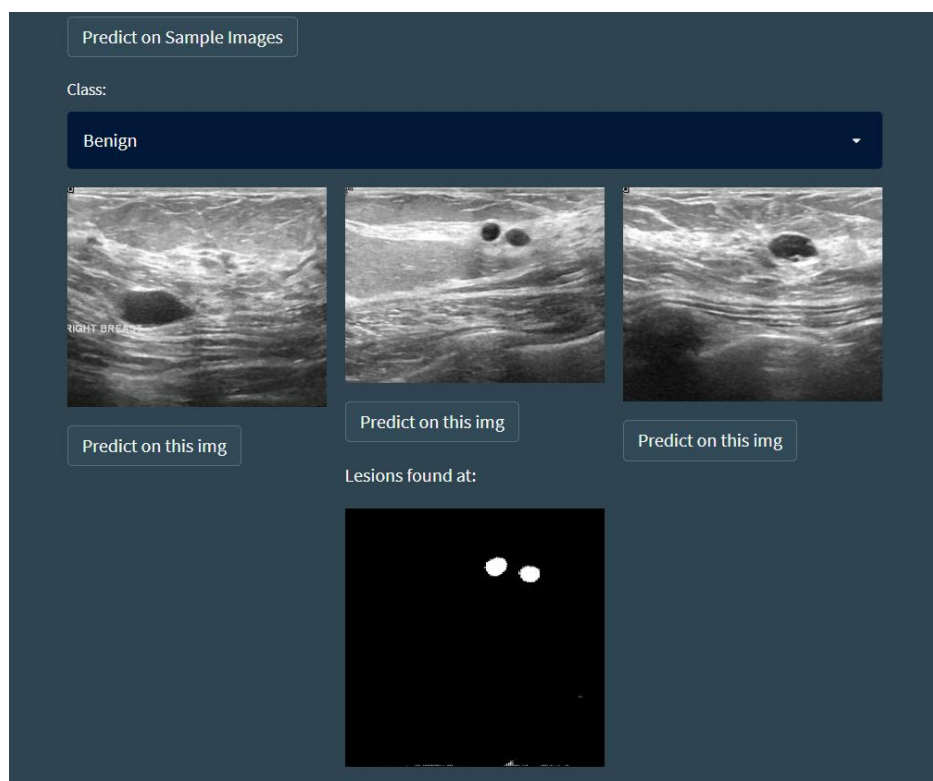 Predict on Sample Images
Class:
Benign
RIGHT BREAST
Predict on this img
Predict on this img
Predict on this img
Lesions found at: